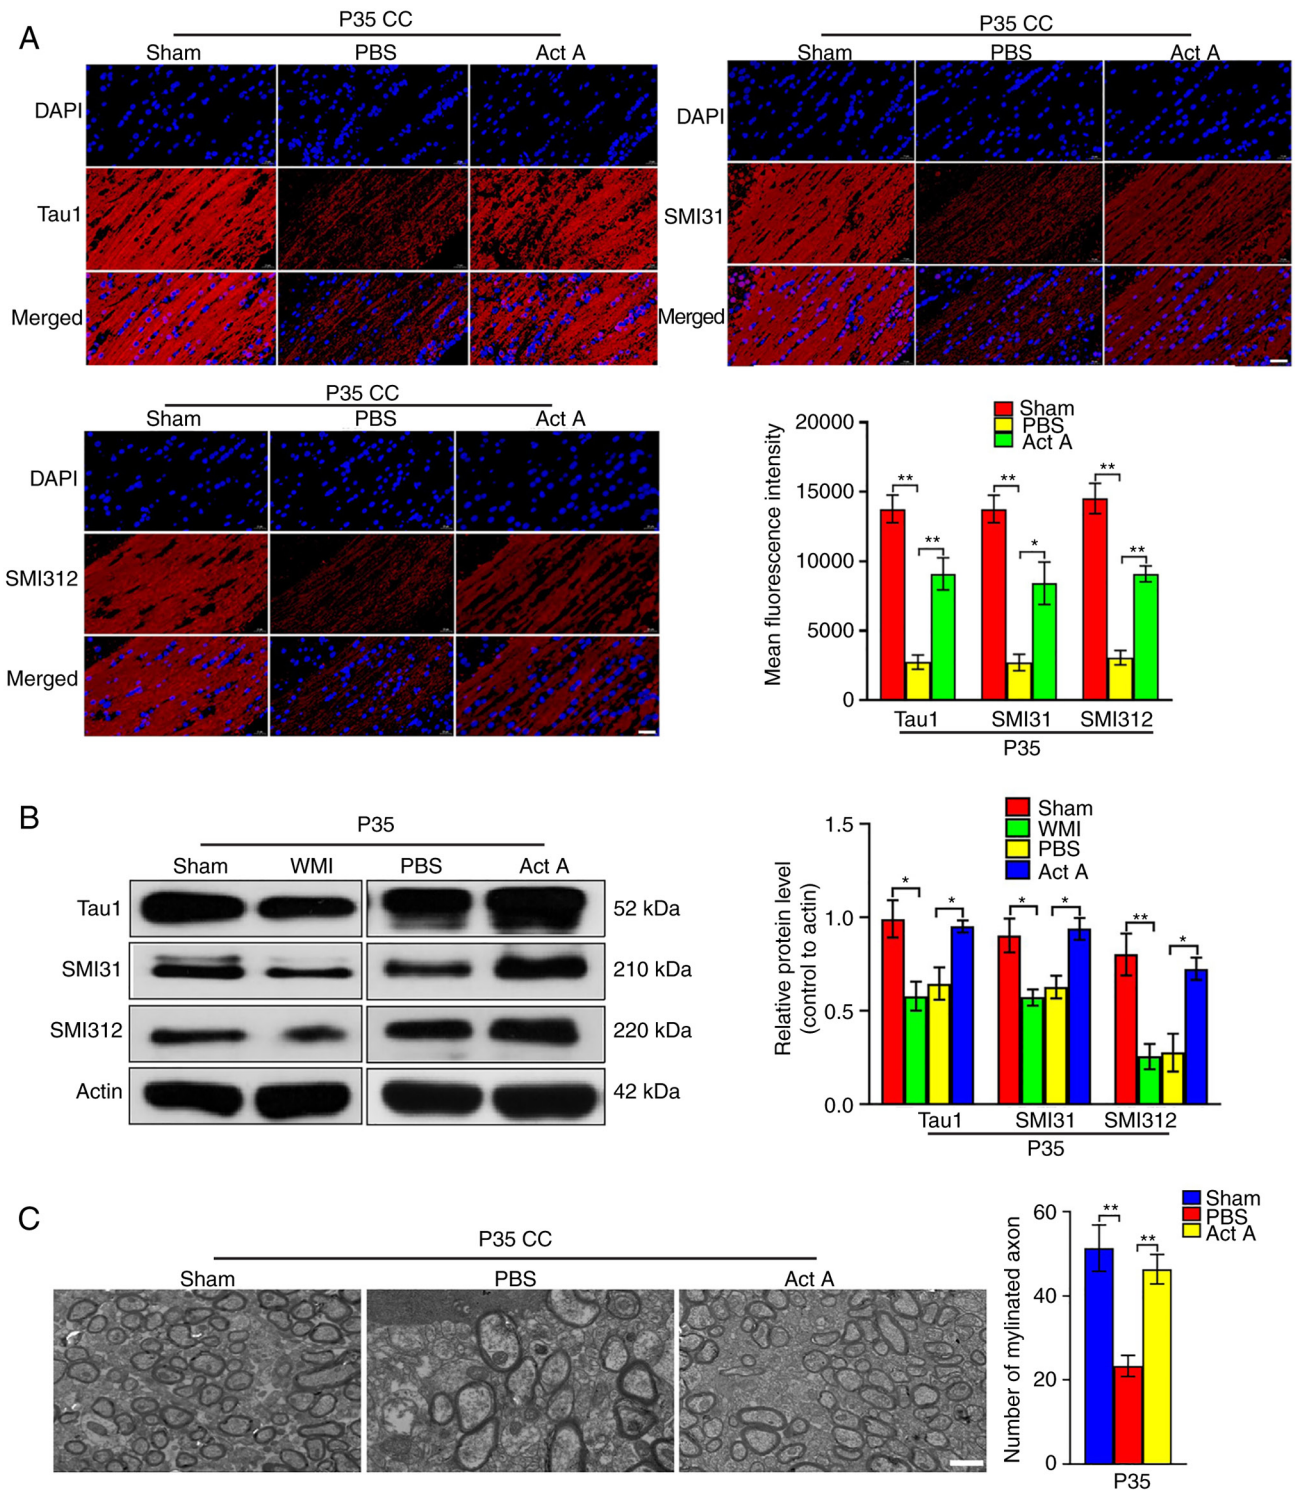 A
P35 CC
Sham PBS Act A
DAPI
Tau1
Merged
P35 CC
Sham PBS Act A
DAPI
SMI31
Merged
P35 CC
Sham PBS Act A
DAPI
SMI312
Merged
Sham
PBS
Act A
Mean fluorescence intensity
20000
15000
10000
5000
0
** ** **
** * **
Tau1 SMI31 SMI312
P35
B
P35
Sham WMI PBS Act A
Tau1 52 kDa
SMI31 210 kDa
SMI312 220 kDa
Actin 42 kDa
Sham
WMI
PBS
Act A
Relative protein level
(control to actin)
1.5
1.0
0.5
0.0
* * * * ** *
Tau1 SMI31 SMI312
P35
C
P35 CC
Sham PBS Act A
Sham
PBS
Act A
Number of mylinated axon
60
40
20
0
** **
P35